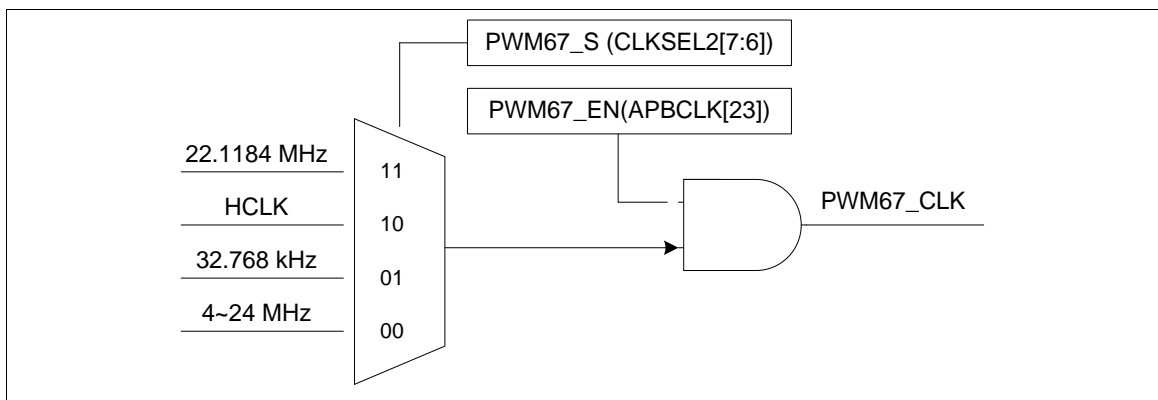 PWM67_S (CLKSEL2[7:6])
PWM67_EN(APBCLK[23])
22.1184 MHz
11
HCLK
10
32.768 kHz
01
4~24 MHz
00
PWM67_CLK